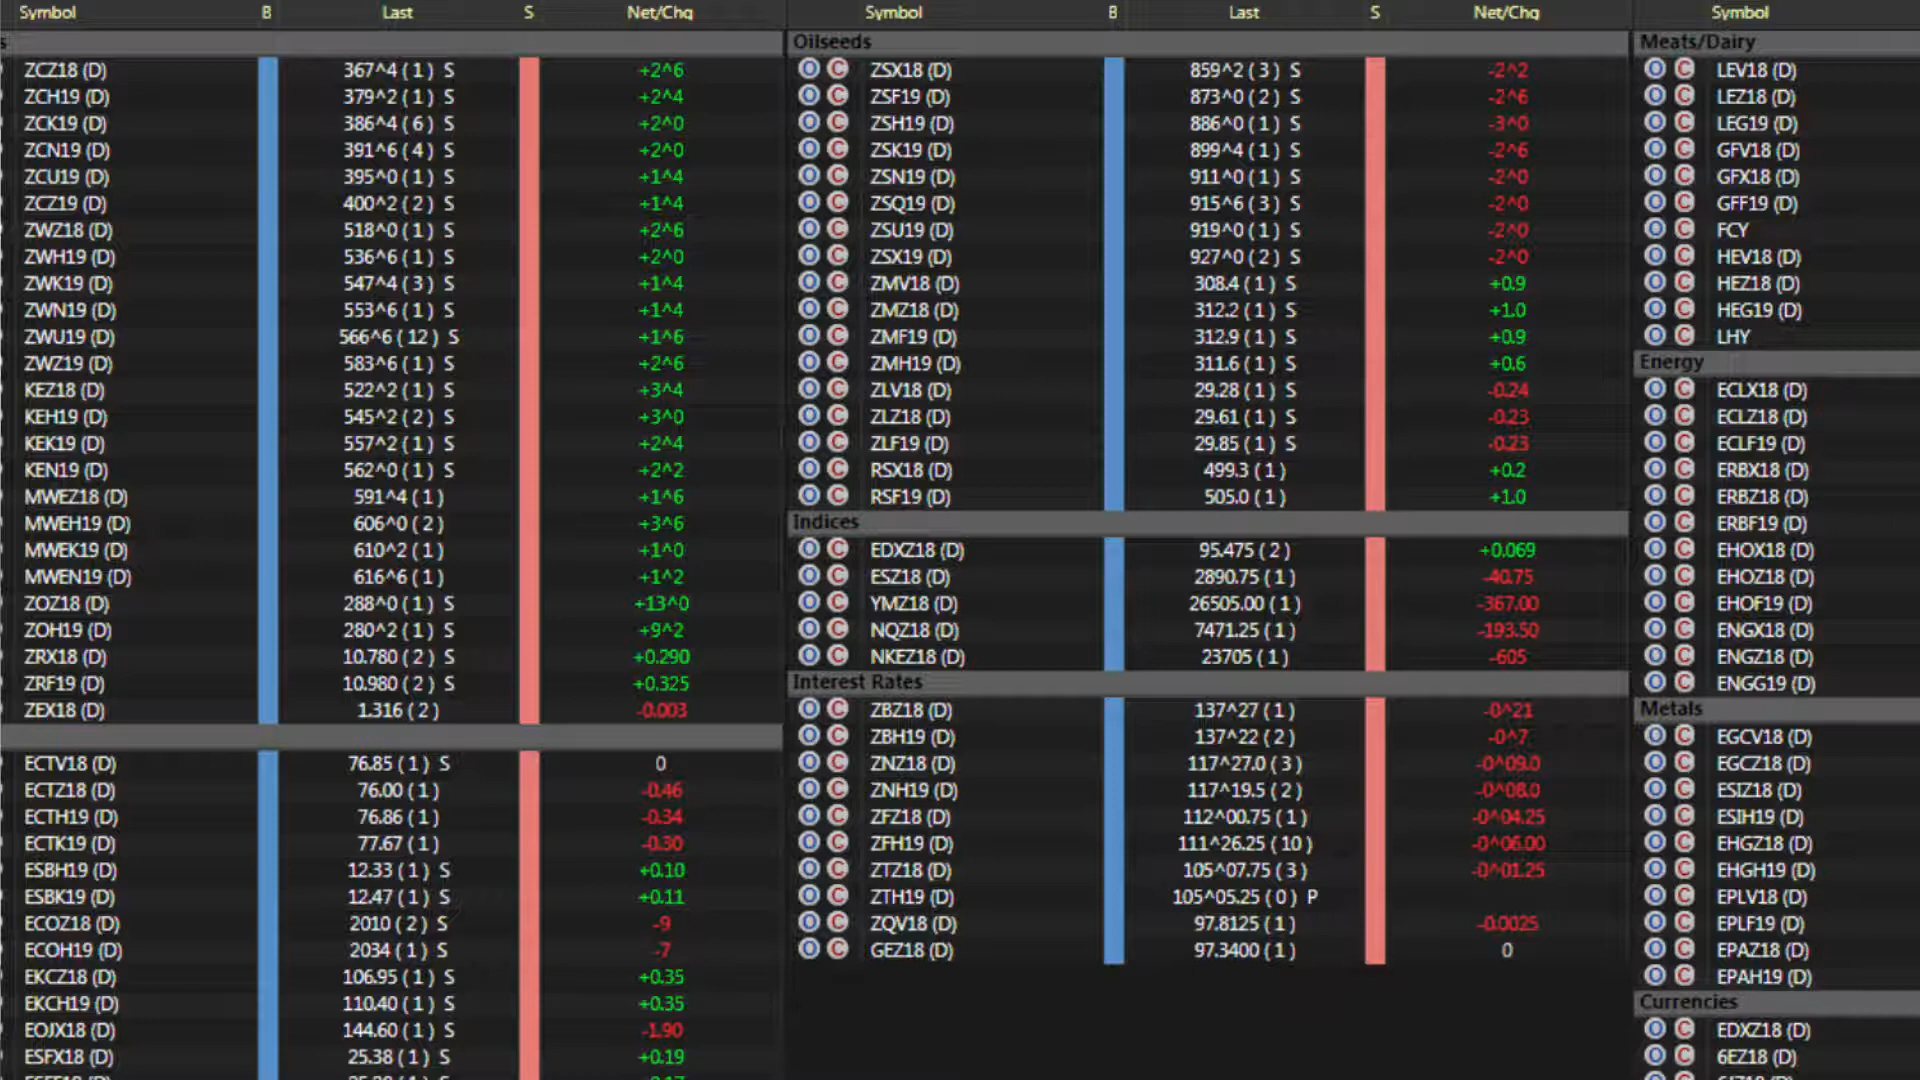 Symbol B Last S Net/Chg
ZCZ18 (D) 367^4 ( 1 ) S +2^6
ZCH19 (D) 379^2 ( 1 ) S +2^4
ZCK19 (D) 386^4 ( 6 ) S +2^0
ZCN19 (D) 391^6 ( 4 ) S +2^0
ZCU19 (D) 395^0 ( 1 ) S +1^4
ZCZ19 (D) 400^2 ( 2 ) S +1^4
ZWZ18 (D) 518^0 ( 1 ) S +2^6
ZWH19 (D) 536^6 ( 1 ) S +2^0
ZWK19 (D) 547^4 ( 3 ) S +1^4
ZWN19 (D) 553^6 ( 1 ) S +1^4
ZWU19 (D) 566^6 ( 12 ) S +1^6
ZWZ19 (D) 583^6 ( 1 ) S +2^6
KEZ18 (D) 522^2 ( 1 ) S +3^4
KEH19 (D) 545^2 ( 2 ) S +3^0
KEK19 (D) 557^2 ( 1 ) S +2^4
KEN19 (D) 562^0 ( 1 ) S +2^2
MWEZ18 (D) 591^4 ( 1 ) +1^6
MWEH19 (D) 606^0 ( 2 ) +3^6
MWEK19 (D) 610^2 ( 1 ) +1^0
MWEN19 (D) 616^6 ( 1 ) +1^2
ZOZ18 (D) 288^0 ( 1 ) S +13^0
ZOH19 (D) 280^2 ( 1 ) S +9^2
ZRX18 (D) 10.780 ( 2 ) S +0.290
ZRF19 (D) 10.980 ( 2 ) S +0.325
ZEX18 (D) 1.316 ( 2 ) -0.003
ECTV18 (D) 76.85 ( 1 ) S 0
ECTZ18 (D) 76.00 ( 1 ) -0.46
ECTH19 (D) 76.86 ( 1 ) -0.34
ECTK19 (D) 77.67 ( 1 ) -0.30
ESBH19 (D) 12.33 ( 1 ) S +0.10
ESBK19 (D) 12.47 ( 1 ) S +0.11
ECOZ18 (D) 2010 ( 2 ) S -9
ECOH19 (D) 2034 ( 1 ) S -7
EKCZ18 (D) 106.95 ( 1 ) S +0.35
EKCH19 (D) 110.40 ( 1 ) S +0.35
EOJX18 (D) 144.60 ( 1 ) S -1.90
ESFX18 (D) 25.38 ( 1 ) S +0.19
Symbol B Last S Net/Chg
Oilseeds
O C ZSX18 (D) 859^2 ( 3 ) S -2^2
O C ZSF19 (D) 873^0 ( 2 ) S -2^6
O C ZSH19 (D) 886^0 ( 1 ) S -3^0
O C ZSK19 (D) 899^4 ( 1 ) S -2^6
O C ZSN19 (D) 911^0 ( 1 ) S -2^0
O C ZSQ19 (D) 915^6 ( 3 ) S -2^0
O C ZSU19 (D) 919^0 ( 1 ) S -2^0
O C ZSX19 (D) 927^0 ( 2 ) S -2^0
O C ZMV18 (D) 308.4 ( 1 ) S +0.9
O C ZMZ18 (D) 312.2 ( 1 ) S +1.0
O C ZMF19 (D) 312.9 ( 1 ) S +0.9
O C ZMH19 (D) 311.6 ( 1 ) S +0.6
O C ZLV18 (D) 29.28 ( 1 ) S -0.24
O C ZLZ18 (D) 29.61 ( 1 ) S -0.23
O C ZLF19 (D) 29.85 ( 1 ) S -0.23
O C RSX18 (D) 499.3 ( 1 ) +0.2
O C RSF19 (D) 505.0 ( 1 ) +1.0
Indices
O C EDXZ18 (D) 95.475 ( 2 ) +0.069
O C ESZ18 (D) 2890.75 ( 1 ) -40.75
O C YMZ18 (D) 26505.00 ( 1 ) -367.00
O C NQZ18 (D) 7471.25 ( 1 ) -193.50
O C NKEZ18 (D) 23705 ( 1 ) -605
Interest Rates
O C ZBZ18 (D) 137^27 ( 1 ) -0^21
O C ZBH19 (D) 137^22 ( 2 ) -0^7
O C ZNZ18 (D) 117^27.0 ( 3 ) -0^09.0
O C ZNH19 (D) 117^19.5 ( 2 ) -0^08.0
O C ZFZ18 (D) 112^00.75 ( 1 ) -0^04.25
O C ZFH19 (D) 111^26.25 ( 10 ) -0^06.00
O C ZTZ18 (D) 105^07.75 ( 3 ) -0^01.25
O C ZTH19 (D) 105^05.25 ( 0 ) P
O C ZQV18 (D) 97.8125 ( 1 ) -0.0025
O C GEZ18 (D) 97.3400 ( 1 ) 0
Symbol
Meats/Dairy
O C LEV18 (D)
O C LEZ18 (D)
O C LEG19 (D)
O C GFV18 (D)
O C GFX18 (D)
O C GFF19 (D)
O C FCY
O C HEV18 (D)
O C HEZ18 (D)
O C HEG19 (D)
O C LHY
Energy
O C ECLX18 (D)
O C ECLZ18 (D)
O C ECLF19 (D)
O C ERBX18 (D)
O C ERBZ18 (D)
O C ERBF19 (D)
O C EHOX18 (D)
O C EHOZ18 (D)
O C EHOF19 (D)
O C ENGX18 (D)
O C ENGZ18 (D)
O C ENGG19 (D)
Metals
O C EGCV18 (D)
O C EGCZ18 (D)
O C ESIZ18 (D)
O C ESIH19 (D)
O C EHGZ18 (D)
O C EHGH19 (D)
O C EPLV18 (D)
O C EPLF19 (D)
O C EPAZ18 (D)
O C EPAH19 (D)
Currencies
O C EDXZ18 (D)
O C 6EZ18 (D)